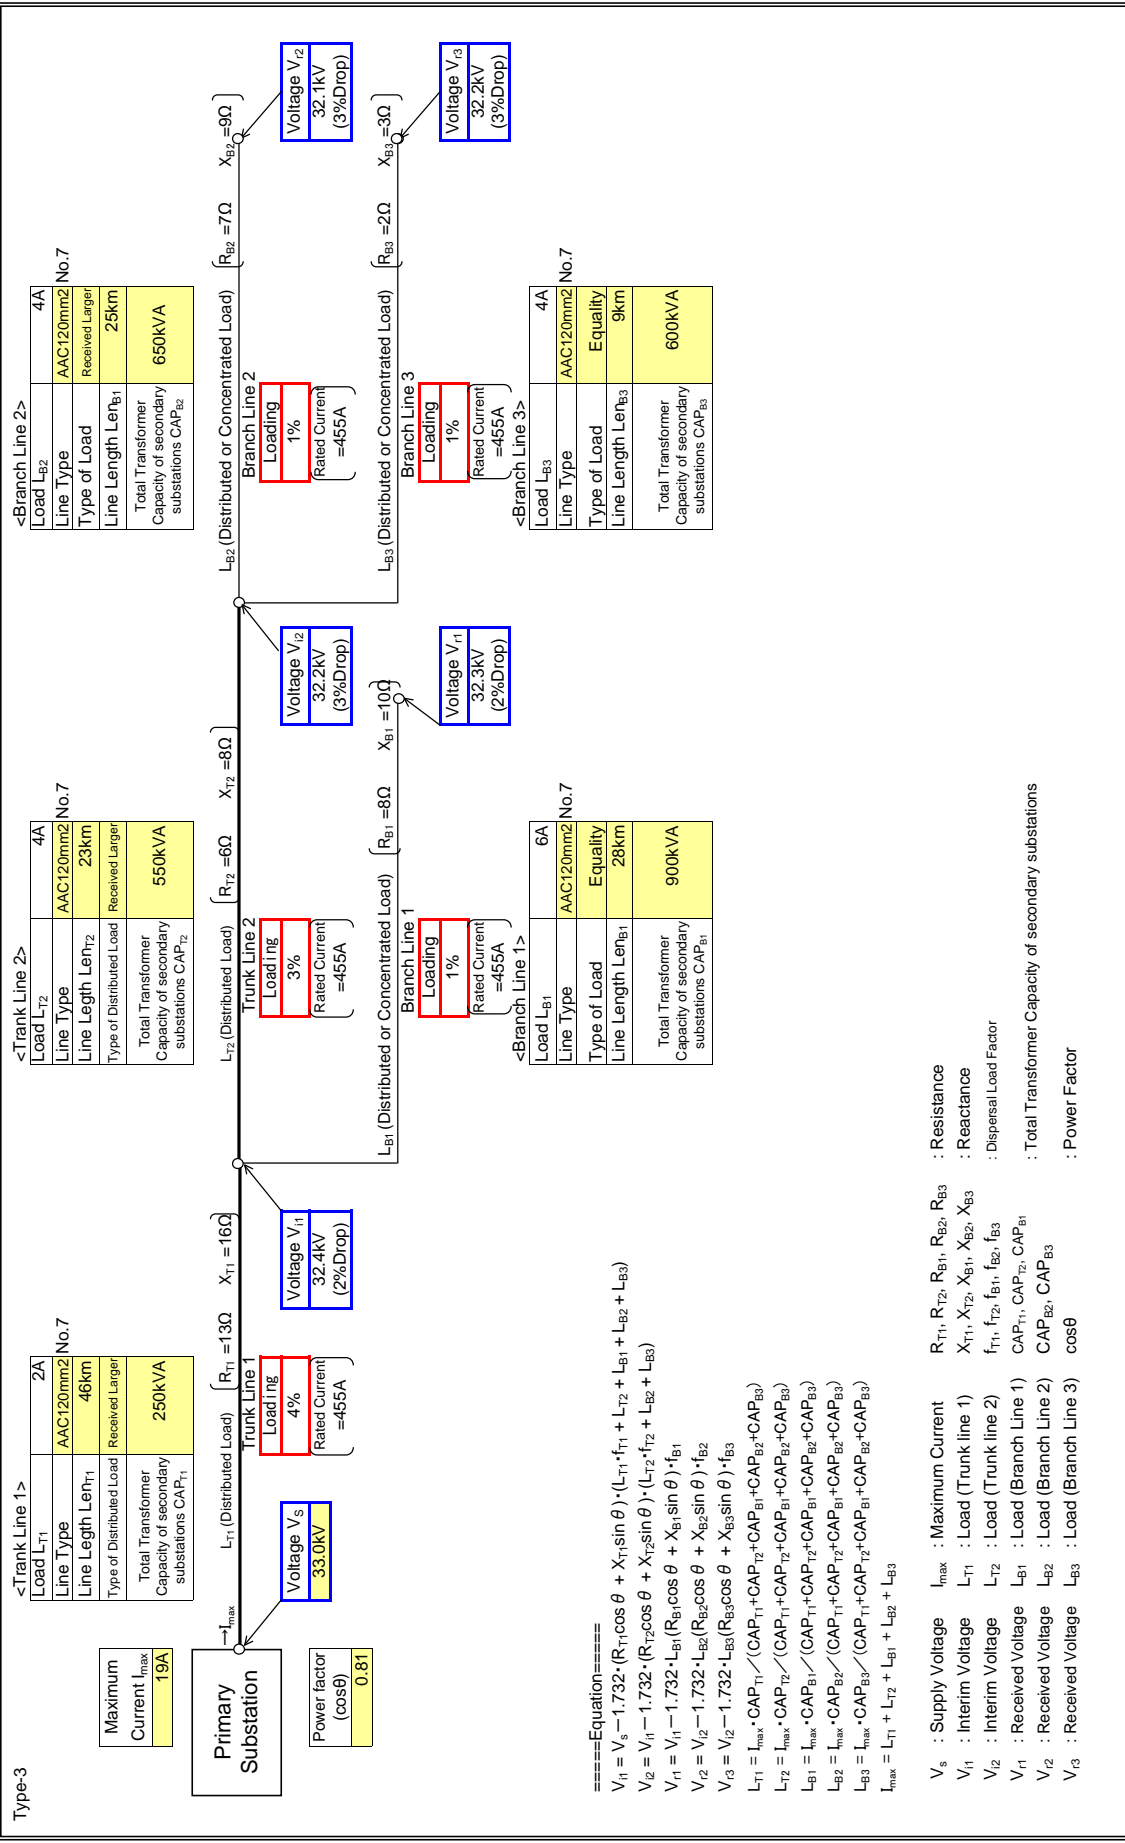 Type-3
Maximum
Current Imax
19A
Primary
Substation
Power factor
(cosθ)
0.81
→Imax
Voltage VS
33.0kV
<Trank Line 1>
Load LT1 2A
Line Type AAC120mm2 No.7
Line Legth LenT1 46km
Type of Distributed Load Received Larger
Total Transformer
Capacity of secondary
substations CAPT1
250kVA
LT1 (Distributed Load)
RT1 =13Ω XT1 =16Ω
Trunk Line 1
Loading
4%
Rated Current
=455A
Voltage Vi1
32.4kV
(2%Drop)
<Trank Line 2>
Load LT2 4A
Line Type AAC120mm2 No.7
Line Legth LenT2 23km
Type of Distributed Load Received Larger
Total Transformer
Capacity of secondary
substations CAPT2
550kVA
LT2 (Distributed Load)
RT2 =6Ω XT2 =8Ω
Trunk Line 2
Loading
3%
Rated Current
=455A
Voltage Vi2
32.2kV
(3%Drop)
LB1 (Distributed or Concentrated Load)
RB1 =8Ω XB1 =10Ω
Branch Line 1
Loading
1%
Rated Current
=455A
Voltage Vr1
32.3kV
(2%Drop)
<Branch Line 1>
Load LB1 6A
Line Type AAC120mm2 No.7
Type of Load Equality
Line Length LenB1 28km
Total Transformer
Capacity of secondary
substations CAPB1
900kVA
<Branch Line 2>
Load LB2 4A
Line Type AAC120mm2 No.7
Type of Load Received Larger
Line Length LenB1 25km
Total Transformer
Capacity of secondary
substations CAPB2
650kVA
LB2 (Distributed or Concentrated Load)
RB2 =7Ω XB2 =9Ω
Branch Line 2
Loading
1%
Rated Current
=455A
Voltage Vr2
32.1kV
(3%Drop)
LB3 (Distributed or Concentrated Load)
RB3 =2Ω XB3 =3Ω
Branch Line 3
Loading
1%
Rated Current
=455A
Voltage Vr3
32.2kV
(3%Drop)
<Branch Line 3>
Load LB3 4A
Line Type AAC120mm2 No.7
Type of Load Equality
Line Length LenB3 9km
Total Transformer
Capacity of secondary
substations CAPB3
600kVA
=====Equation=====
Vi1 = Vs−1.732・(RT1cos θ + XT1sin θ)・(LT1・fT1 + LT2 + LB1 + LB2 + LB3)
Vi2 = Vi1−1.732・(RT2cos θ + XT2sin θ)・(LT2・fT2 + LB2 + LB3)
Vr1 = Vi1−1.732・LB1(RB1cos θ + XB1sin θ)・fB1
Vr2 = Vi2−1.732・LB2(RB2cos θ + XB2sin θ)・fB2
Vr3 = Vi2−1.732・LB3(RB3cos θ + XB3sin θ)・fB3
LT1 = Imax・CAPT1／(CAPT1+CAPT2+CAPB1+CAPB2+CAPB3)
LT2 = Imax・CAPT2／(CAPT1+CAPT2+CAPB1+CAPB2+CAPB3)
LB1 = Imax・CAPB1／(CAPT1+CAPT2+CAPB1+CAPB2+CAPB3)
LB2 = Imax・CAPB2／(CAPT1+CAPT2+CAPB1+CAPB2+CAPB3)
LB3 = Imax・CAPB3／(CAPT1+CAPT2+CAPB1+CAPB2+CAPB3)
Imax = LT1 + LT2 + LB1 + LB2 + LB3
Vs : Supply Voltage Imax : Maximum Current RT1, RT2, RB1, RB2, RB3 : Resistance
Vi1 : Interim Voltage LT1 : Load (Trunk line 1) XT1, XT2, XB1, XB2, XB3 : Reactance
Vi2 : Interim Voltage LT2 : Load (Trunk line 2) fT1, fT2, fB1, fB2, fB3 : Dispersal Load Factor
Vr1 : Received Voltage LB1 : Load (Branch Line 1) CAPT1, CAPT2, CAPB1 : Total Transformer Capacity of secondary substations
Vr2 : Received Voltage LB2 : Load (Branch Line 2) CAPB2, CAPB3
Vr3 : Received Voltage LB3 : Load (Branch Line 3) cosθ : Power Factor